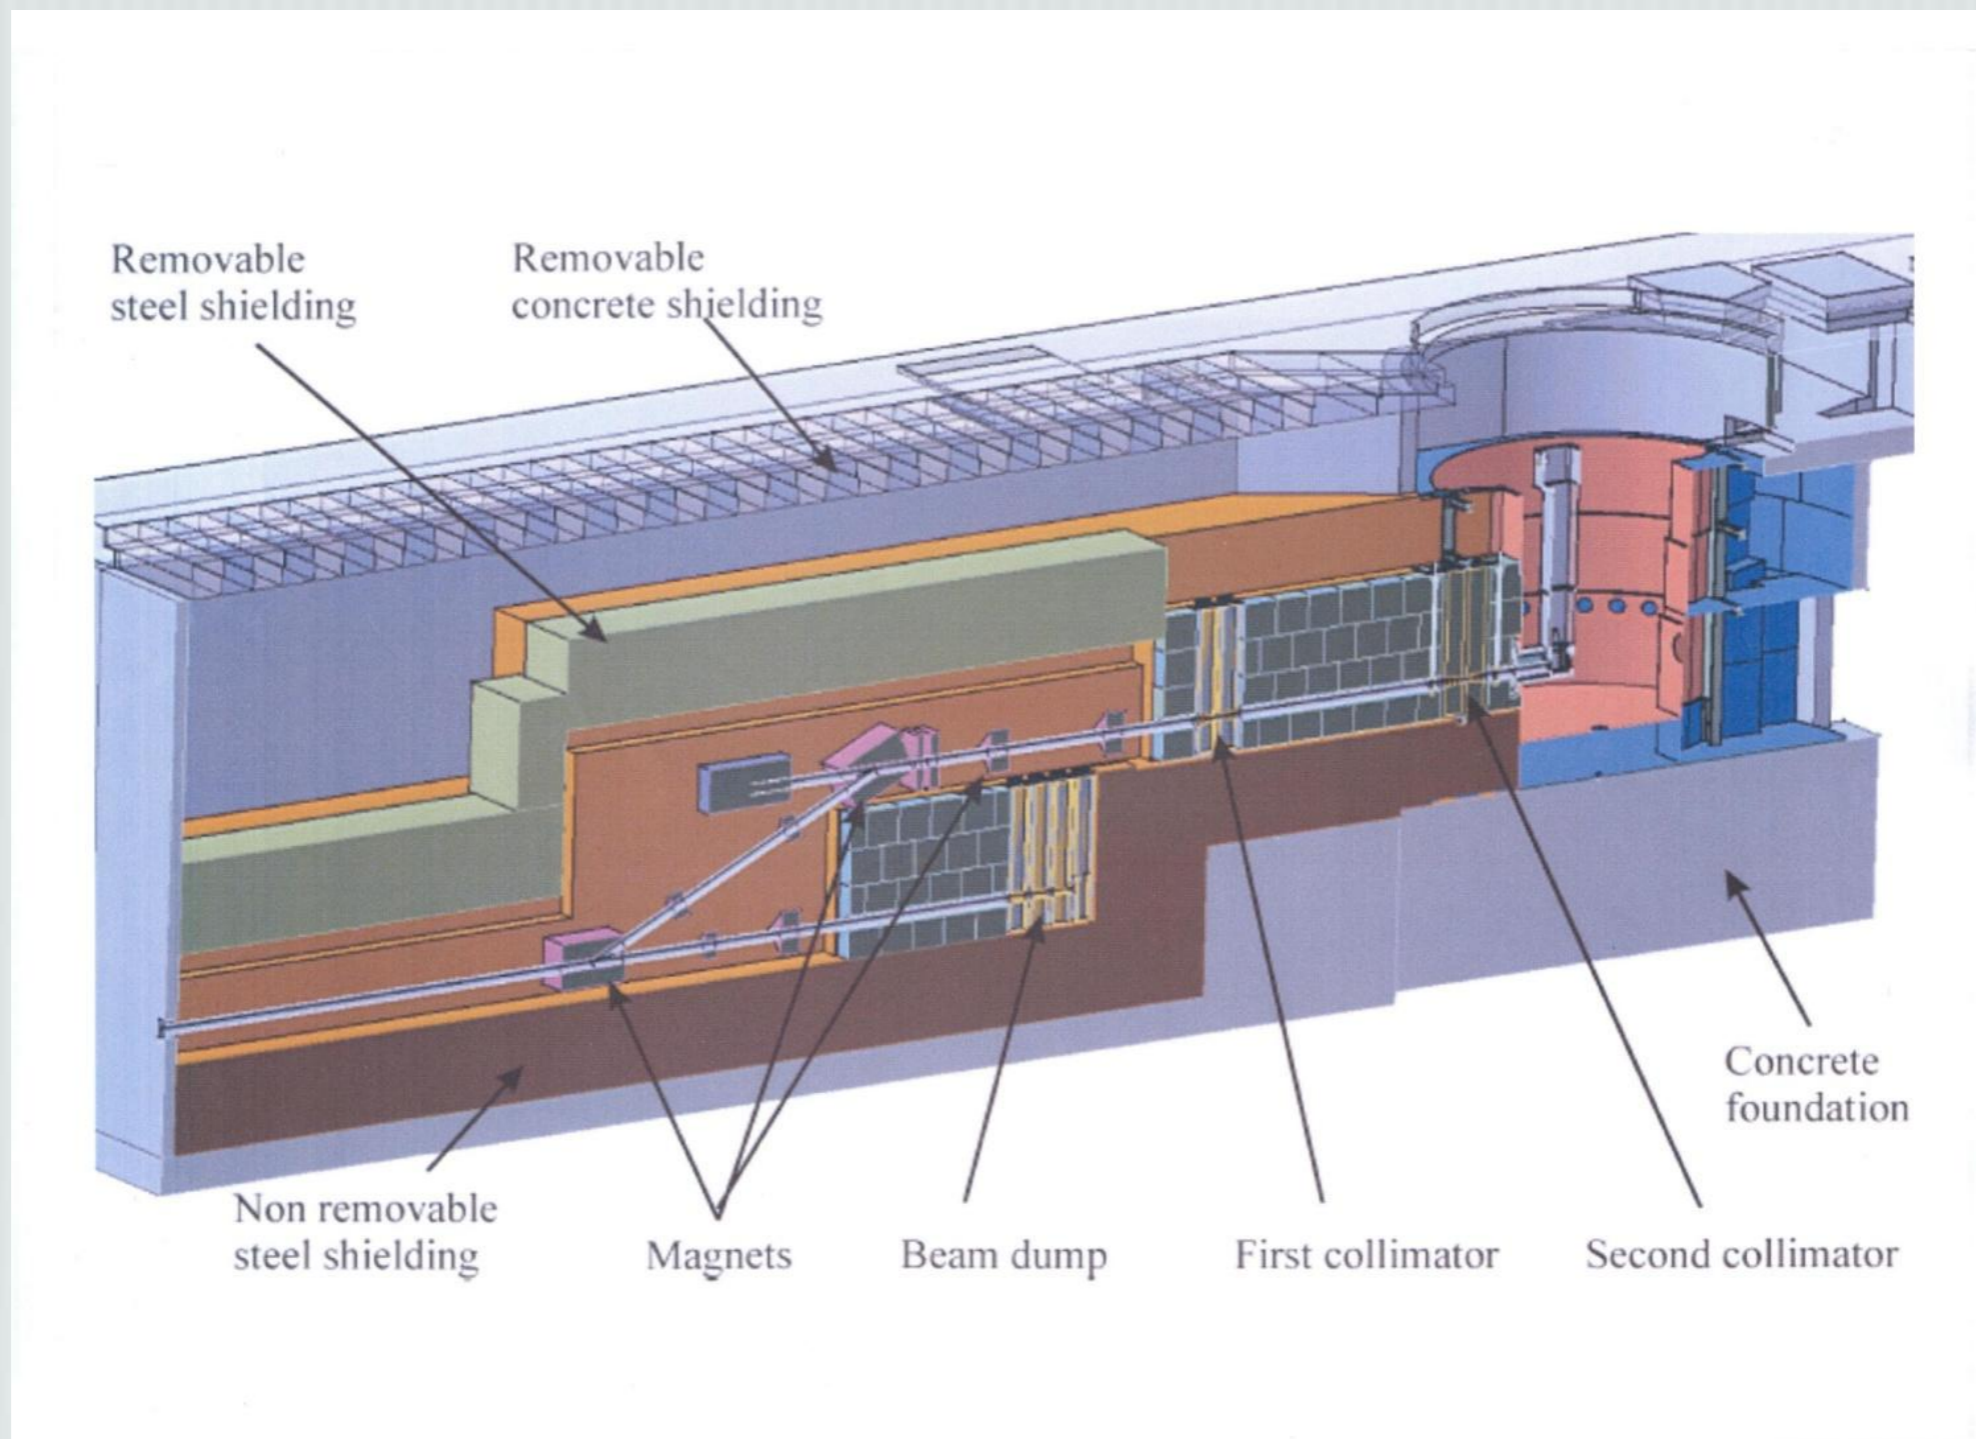 Removable
steel shielding
Removable
concrete shielding
Concrete
foundation
Non removable
steel shielding
Magnets
Beam dump
First collimator
Second collimator